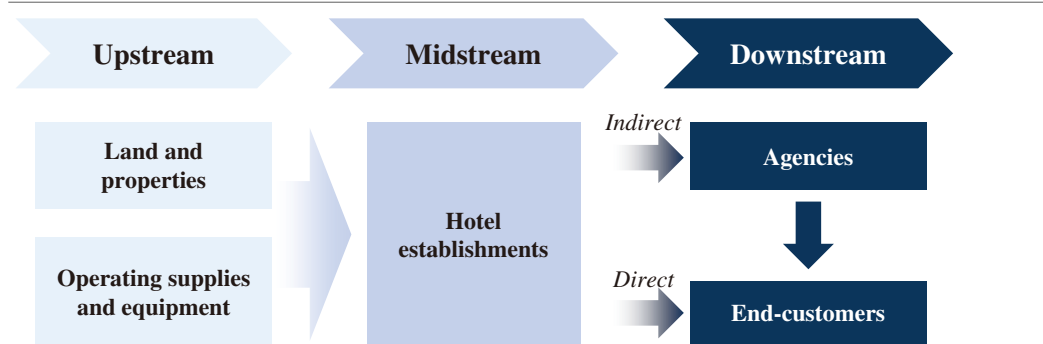 Upstream
Midstream
Downstream
Land and
properties
Operating supplies
and equipment
Hotel
establishments
Indirect
Agencies
Direct
End-customers